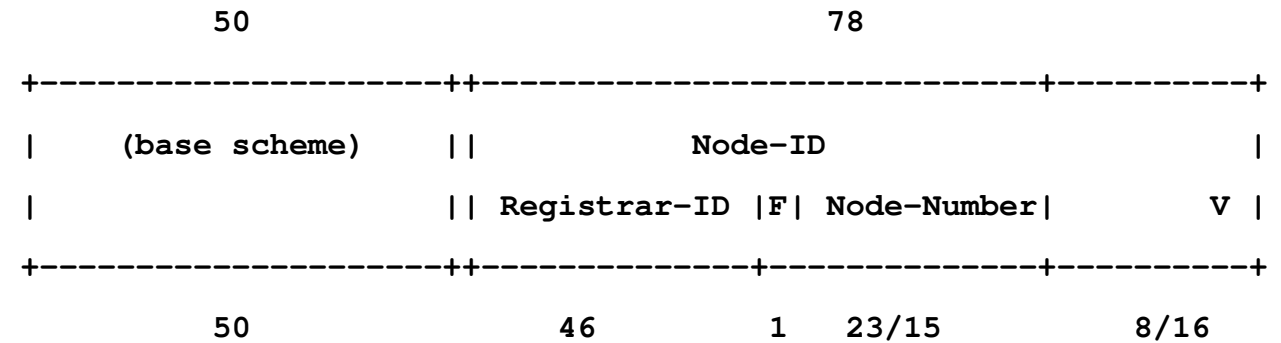 50 78
+---------------------++-----------------------------+----------+
| (base scheme) || Node-ID |
| || Registrar-ID |F| Node-Number| V |
+---------------------++--------------+--------------+----------+
50 46 1 23/15 8/16